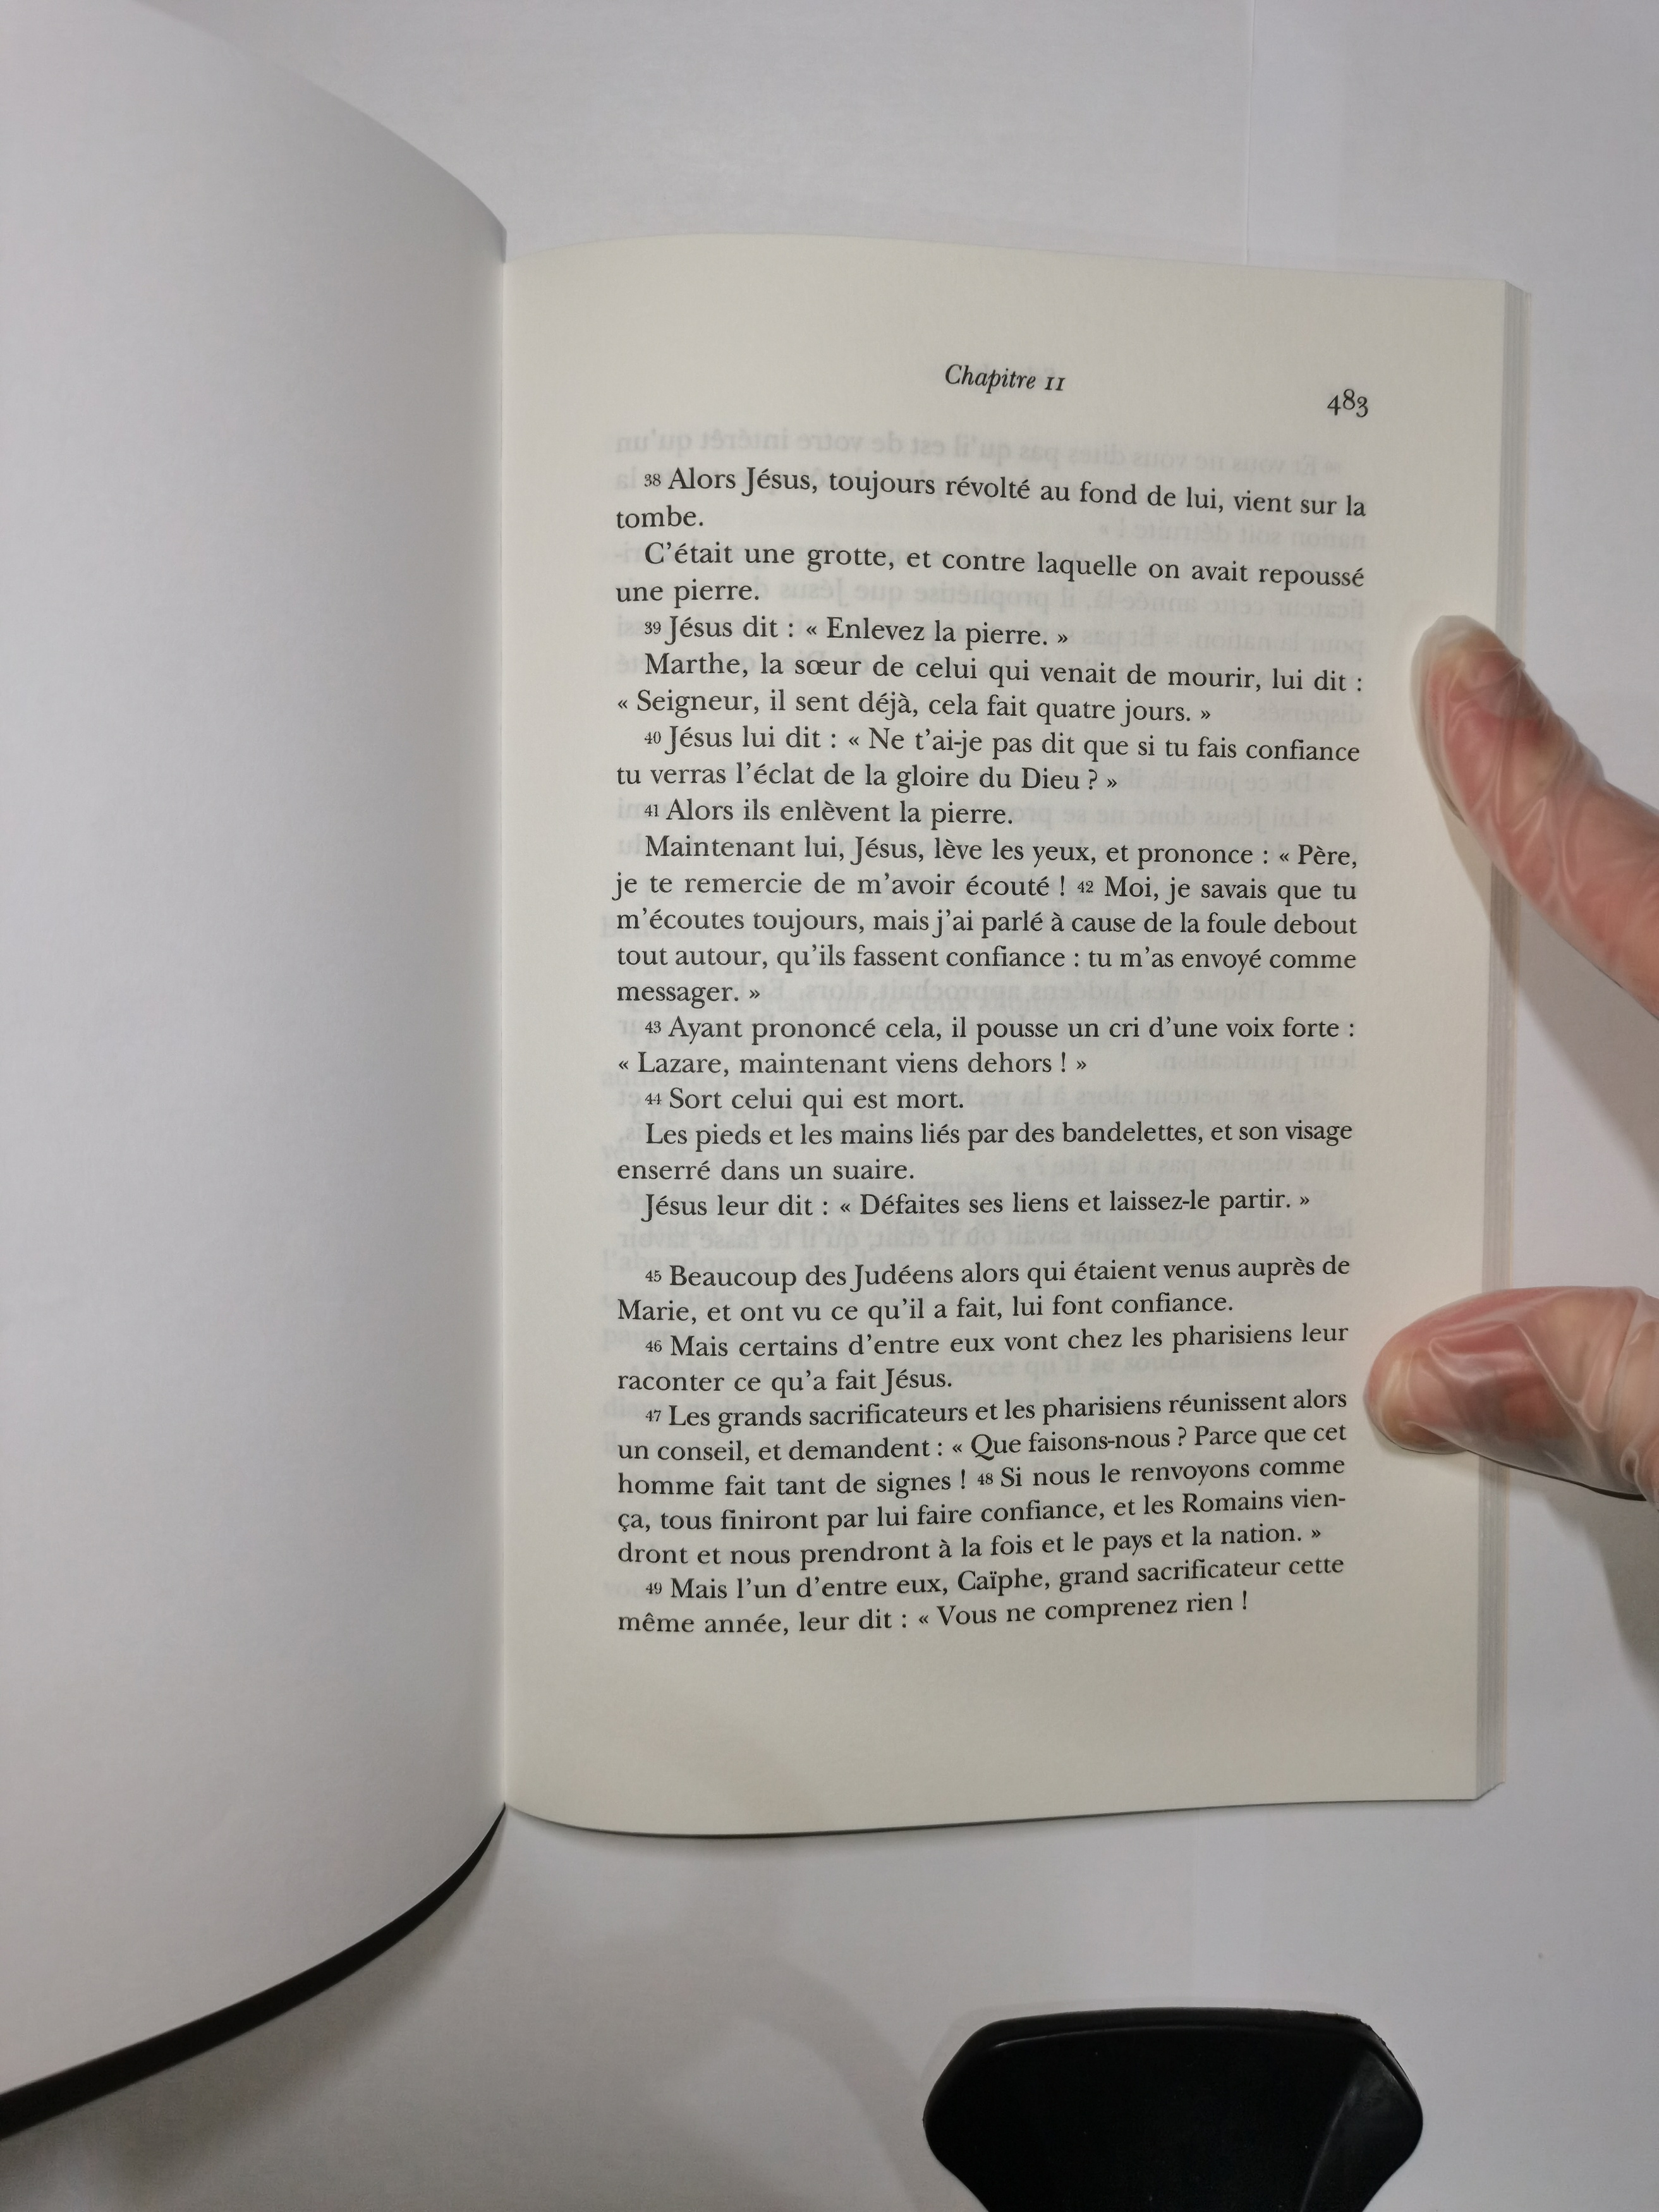 Chapitre 11
483
38 Alors Jésus, toujours révolté au fond de lui, vient sur la
tombe.
C'était une grotte, et contre laquelle on avait repoussé
une pierre.
39 Jésus dit : « Enlevez la pierre. »
Marthe, la sœur de celui qui venait de mourir, lui dit :
« Seigneur, il sent déjà, cela fait quatre jours. »
40 Jésus lui dit : « Ne t'ai-je pas dit que si tu fais confiance
tu verras l'éclat de la gloire du Dieu ? »
41 Alors ils enlèvent la pierre.
Maintenant lui, Jésus, lève les yeux, et prononce : « Père,
je te remercie de m'avoir écouté ! 42 Moi, je savais que tu
m'écoutes toujours, mais j'ai parlé à cause de la foule debout
tout autour, qu'ils fassent confiance : tu m'as envoyé comme
messager. »
43 Ayant prononcé cela, il pousse un cri d'une voix forte :
« Lazare, maintenant viens dehors ! »
44 Sort celui qui est mort.
Les pieds et les mains liés par des bandelettes, et son visage
enserré dans un suaire.
Jésus leur dit : « Défaites ses liens et laissez-le partir. »
45 Beaucoup des Judéens alors qui étaient venus auprès de
Marie, et ont vu ce qu'il a fait, lui font confiance.
46 Mais certains d'entre eux vont chez les pharisiens leur
raconter ce qu'a fait Jésus.
47 Les grands sacrificateurs et les pharisiens réunissent alors
un conseil, et demandent : « Que faisons-nous ? Parce que cet
homme fait tant de signes ! 48 Si nous le renvoyons comme
ça, tous finiront par lui faire confiance, et les Romains vien-
dront et nous prendront à la fois et le pays et la nation. »
49 Mais l'un d'entre eux, Caïphe, grand sacrificateur cette
même année, leur dit : « Vous ne comprenez rien !